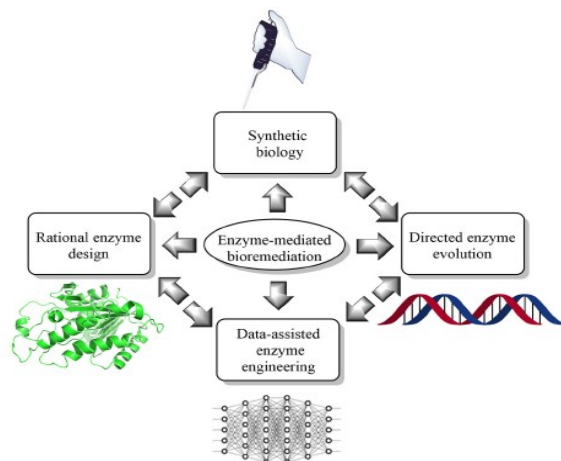 Synthetic
biology
Rational enzyme
design
Enzyme-mediated
bioremediation
Directed enzyme
evolution
Data-assisted
enzyme
engineering